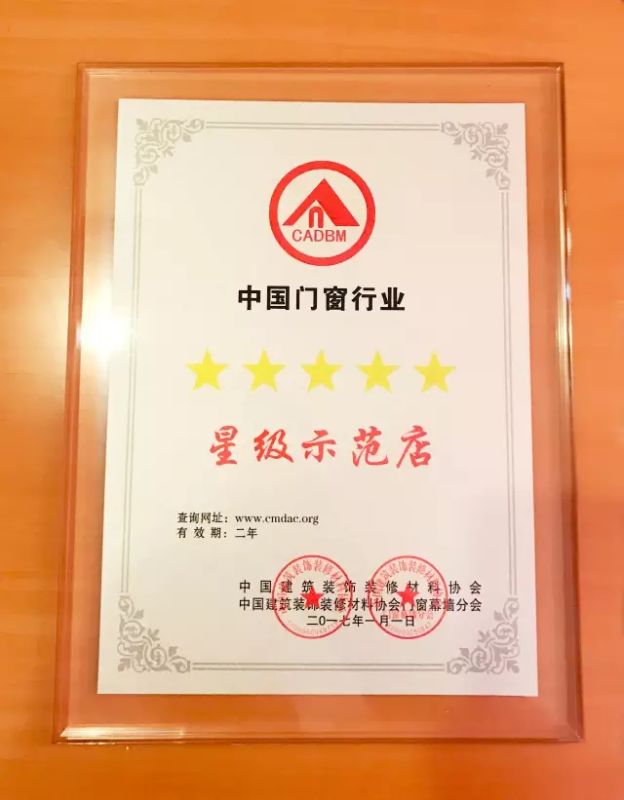 CADBM
中国门窗行业
星级示范店
查询网址：www.cmdac.org
有 效 期：二年
中国建筑装饰装修材料协会
中国建筑装饰装修材料协会门窗幕墙分会
二0一七年一月一日